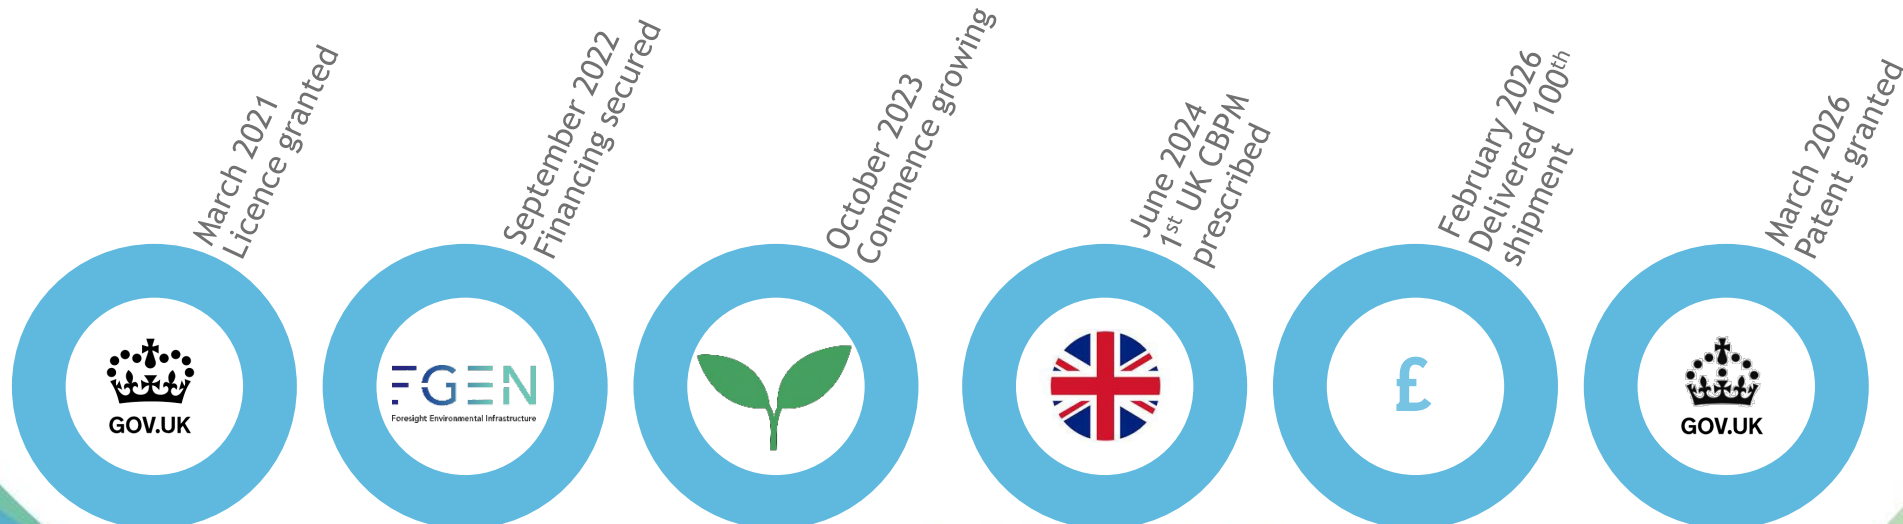 March 2021
Licence granted
September 2022
Financing secured
October 2023
Commence growing
June 2024
1st UK CBPM
prescribed
February 2026
Delivered 100th
shipment
March 2026
Patent granted
GOV.UK
FGEN
Foresight Environmental Infrastructure
£
GOV.UK